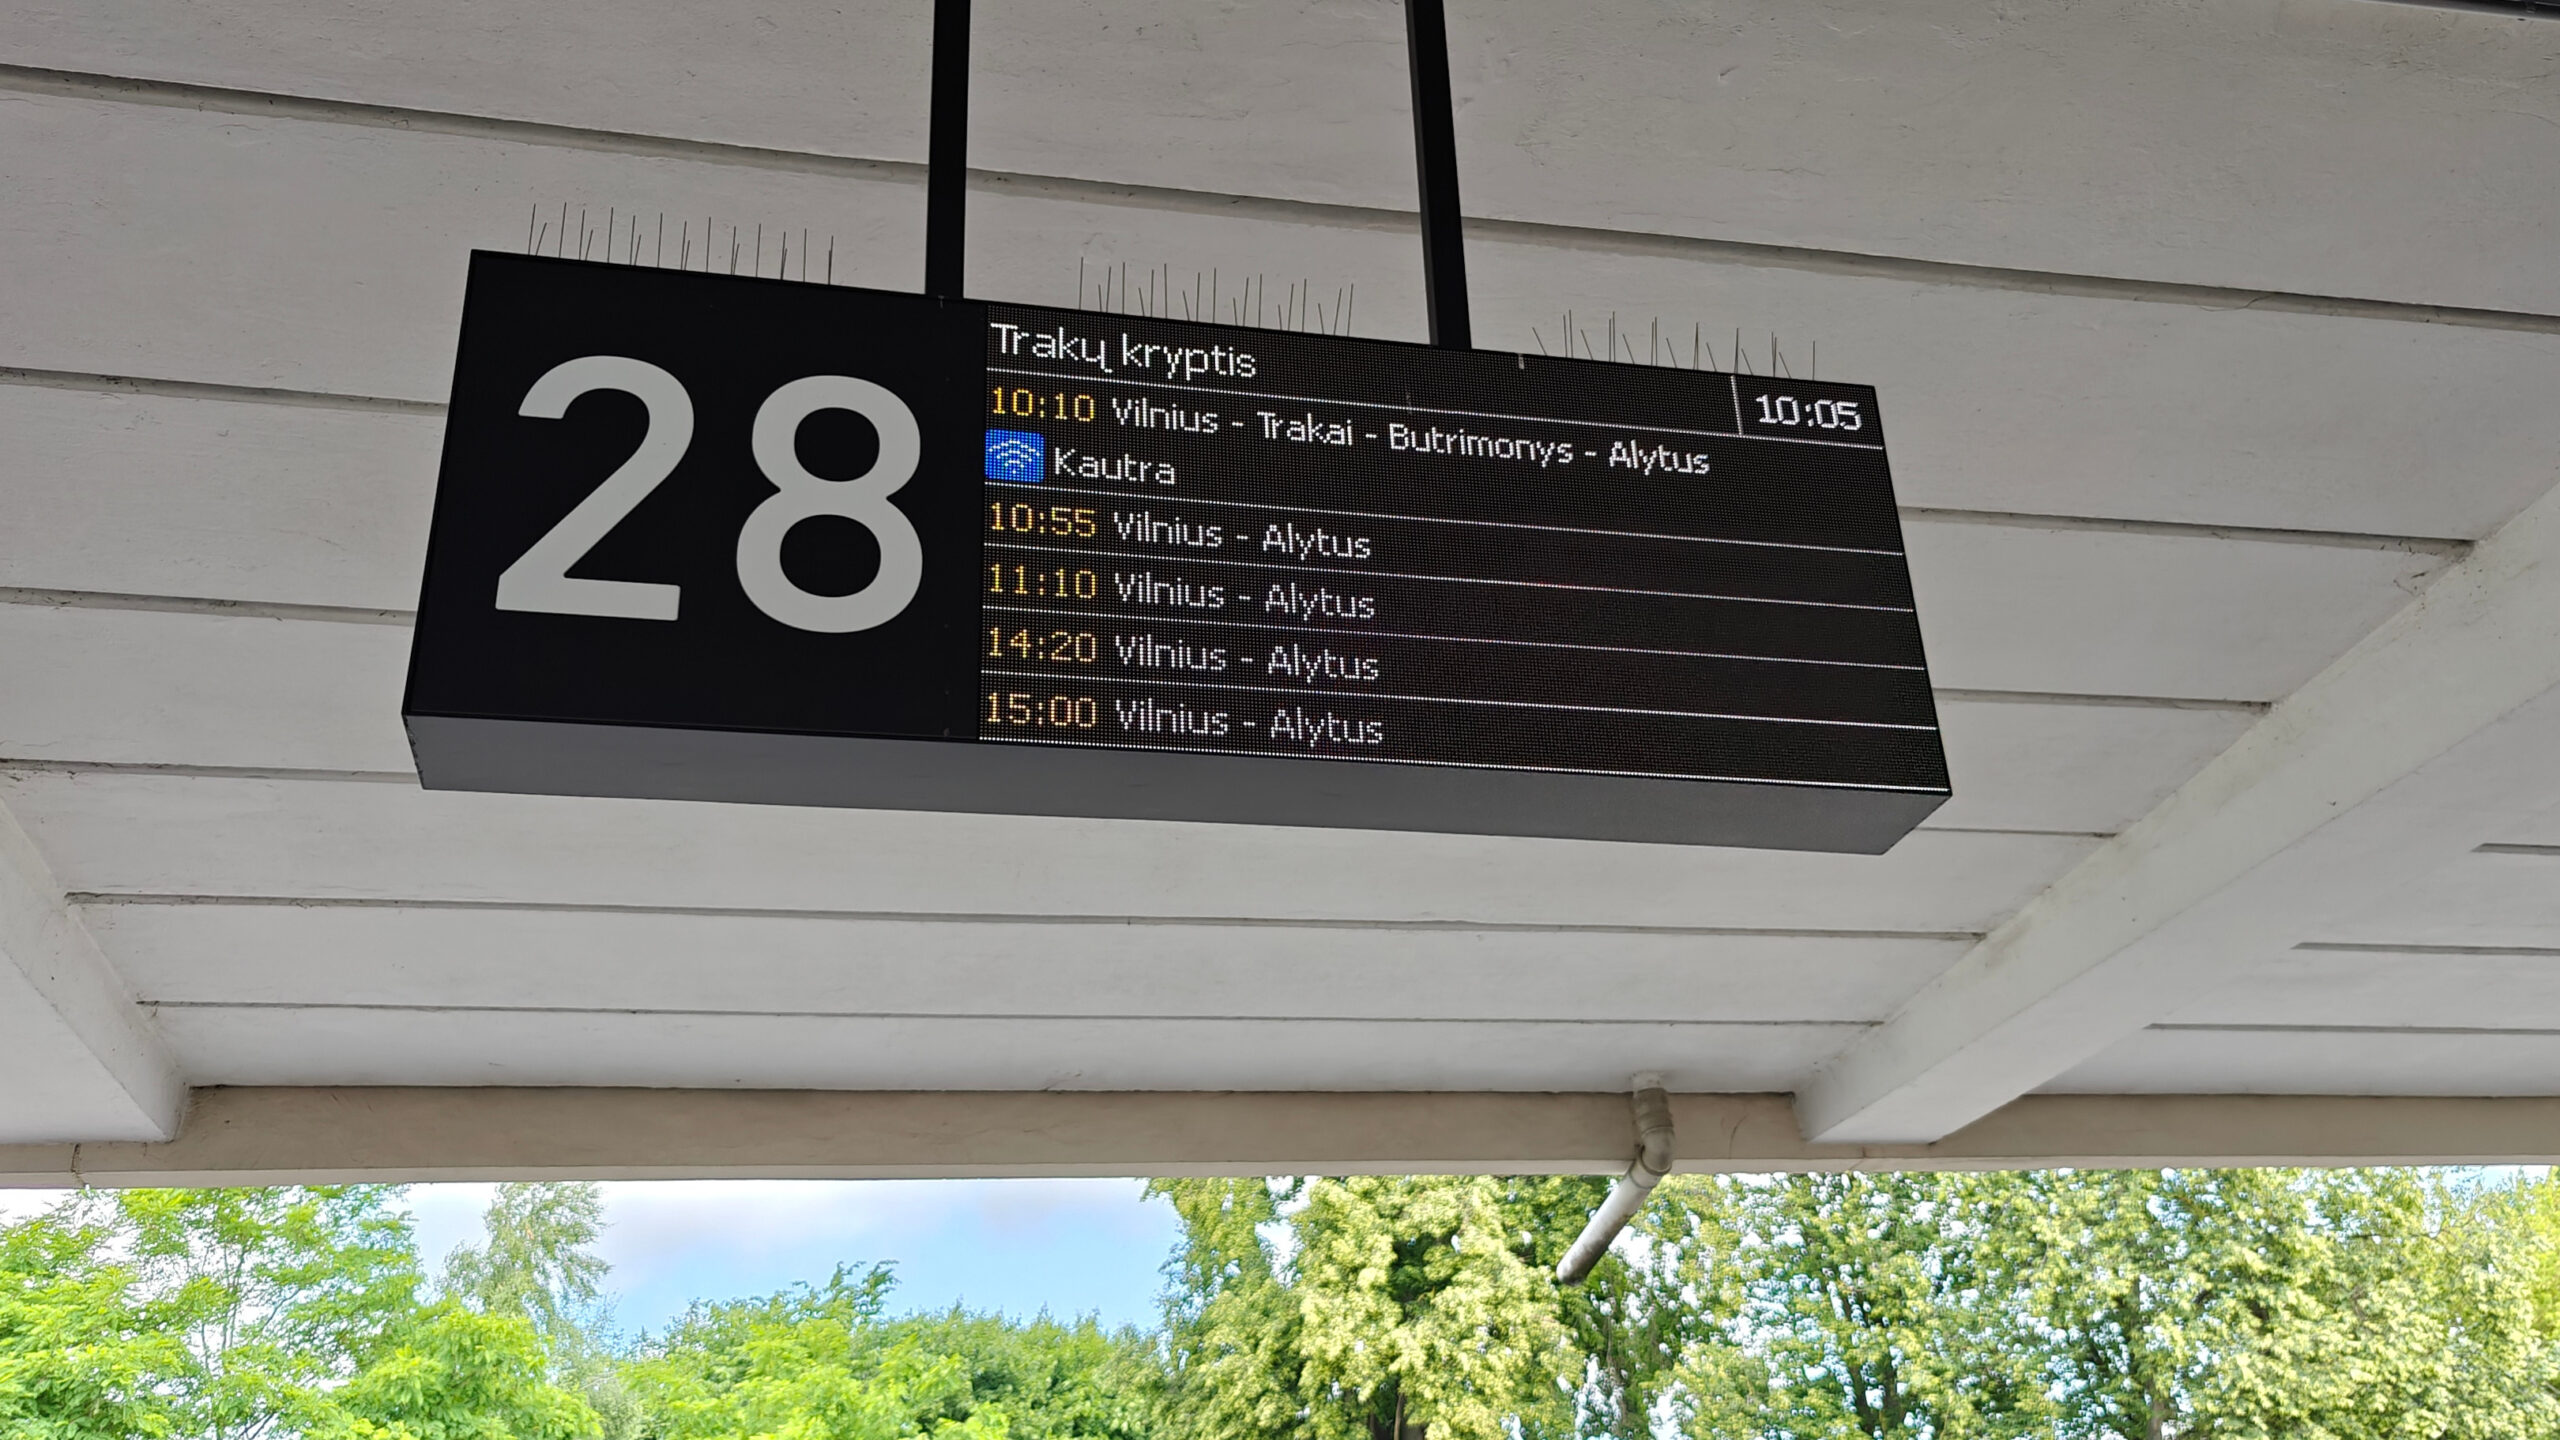 28
Trakų kryptis
10:05
10:10 Vilnius - Trakai - Butrimonys - Alytus
Kautra
10:55 Vilnius - Alytus
11:10 Vilnius - Alytus
14:20 Vilnius - Alytus
15:00 Vilnius - Alytus